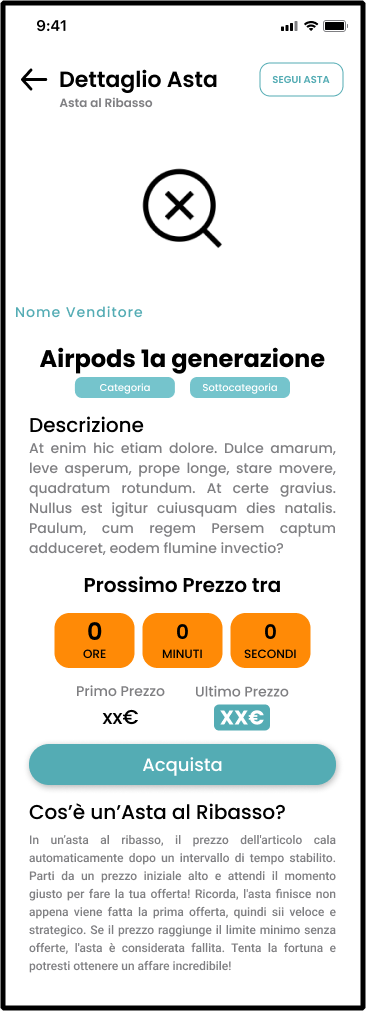 9:41
Dettaglio Asta
SEGUI ASTA
Asta al Ribasso
Nome Venditore
Airpods 1a generazione
Categoria Sottocategoria
Descrizione
At enim hic etiam dolore. Dulce amarum,
leve asperum, prope longe, stare movere,
quadratum rotundum. At certe gravius.
Nullus est igitur cuiusquam dies natalis.
Paulum, cum regem Persem captum
adduceret, eodem flumine invectio?
Prossimo Prezzo tra
0 0 0
ORE MINUTI SECONDI
Primo Prezzo Ultimo Prezzo
xx€ XX€
Acquista
Cos’è un’Asta al Ribasso?
In un’asta al ribasso, il prezzo dell'articolo cala
automaticamente dopo un intervallo di tempo stabilito.
Parti da un prezzo iniziale alto e attendi il momento
giusto per fare la tua offerta! Ricorda, l'asta finisce non
appena viene fatta la prima offerta, quindi sii veloce e
strategico. Se il prezzo raggiunge il limite minimo senza
offerte, l'asta è considerata fallita. Tenta la fortuna e
potresti ottenere un affare incredibile!